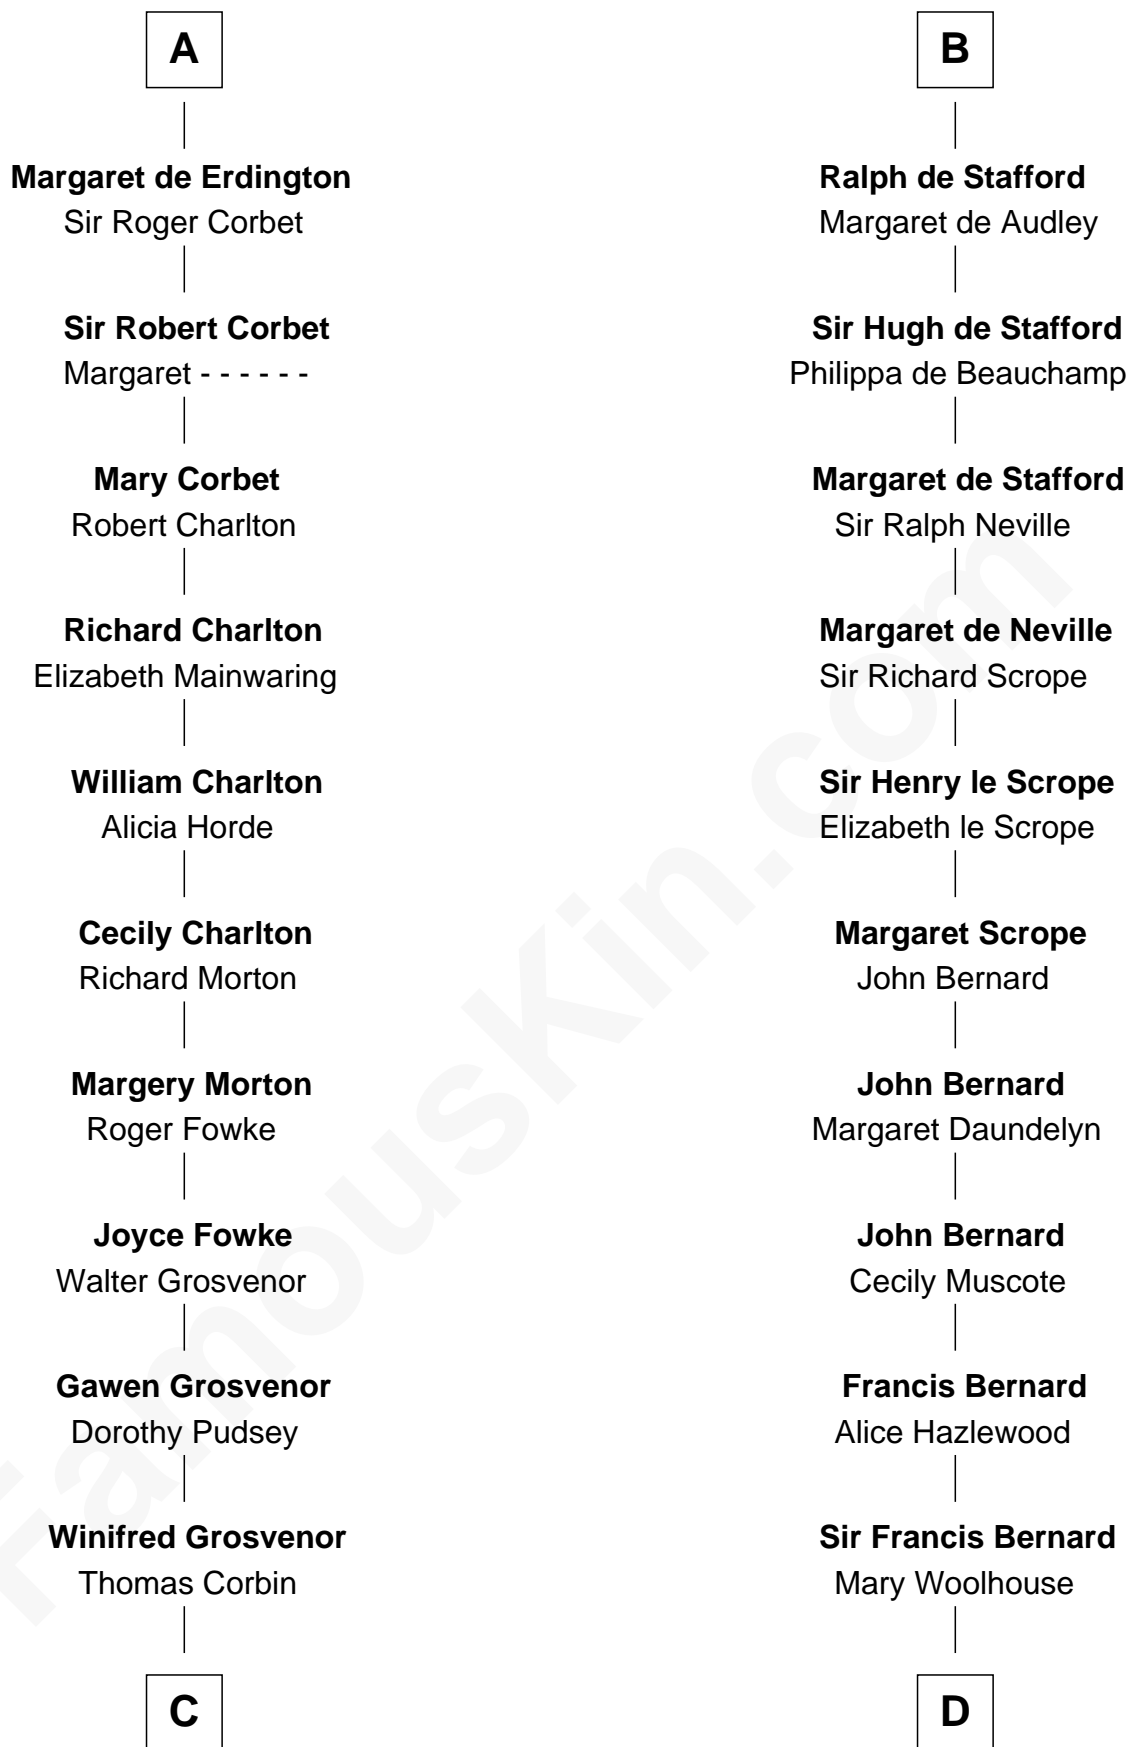 A
Margaret de Erdington
Sir Roger Corbet
Sir Robert Corbet
Margaret - - - - - -
Mary Corbet
Robert Charlton
Richard Charlton
Elizabeth Mainwaring
William Charlton
Alicia Horde
Cecily Charlton
Richard Morton
Margery Morton
Roger Fowke
Joyce Fowke
Walter Grosvenor
Gawen Grosvenor
Dorothy Pudsey
Winifred Grosvenor
Thomas Corbin
C
B
Ralph de Stafford
Margaret de Audley
Sir Hugh de Stafford
Philippa de Beauchamp
Margaret de Stafford
Sir Ralph Neville
Margaret de Neville
Sir Richard Scrope
Sir Henry le Scrope
Elizabeth le Scrope
Margaret Scrope
John Bernard
John Bernard
Margaret Daundelyn
John Bernard
Cecily Muscote
Francis Bernard
Alice Hazlewood
Sir Francis Bernard
Mary Woolhouse
D
FamousKin.com